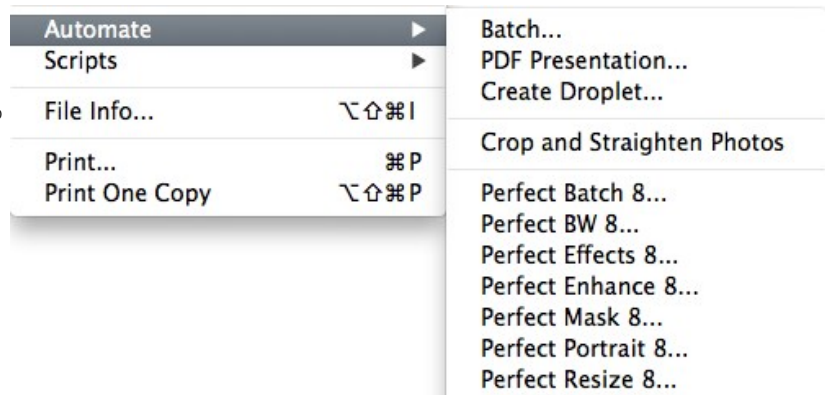 Automate ▶
Scripts ▶
File Info... ⌥⇧⌘I
Print... ⌘P
Print One Copy ⌥⇧⌘P
Batch...
PDF Presentation...
Create Droplet...
Crop and Straighten Photos
Perfect Batch 8...
Perfect BW 8...
Perfect Effects 8...
Perfect Enhance 8...
Perfect Mask 8...
Perfect Portrait 8...
Perfect Resize 8...